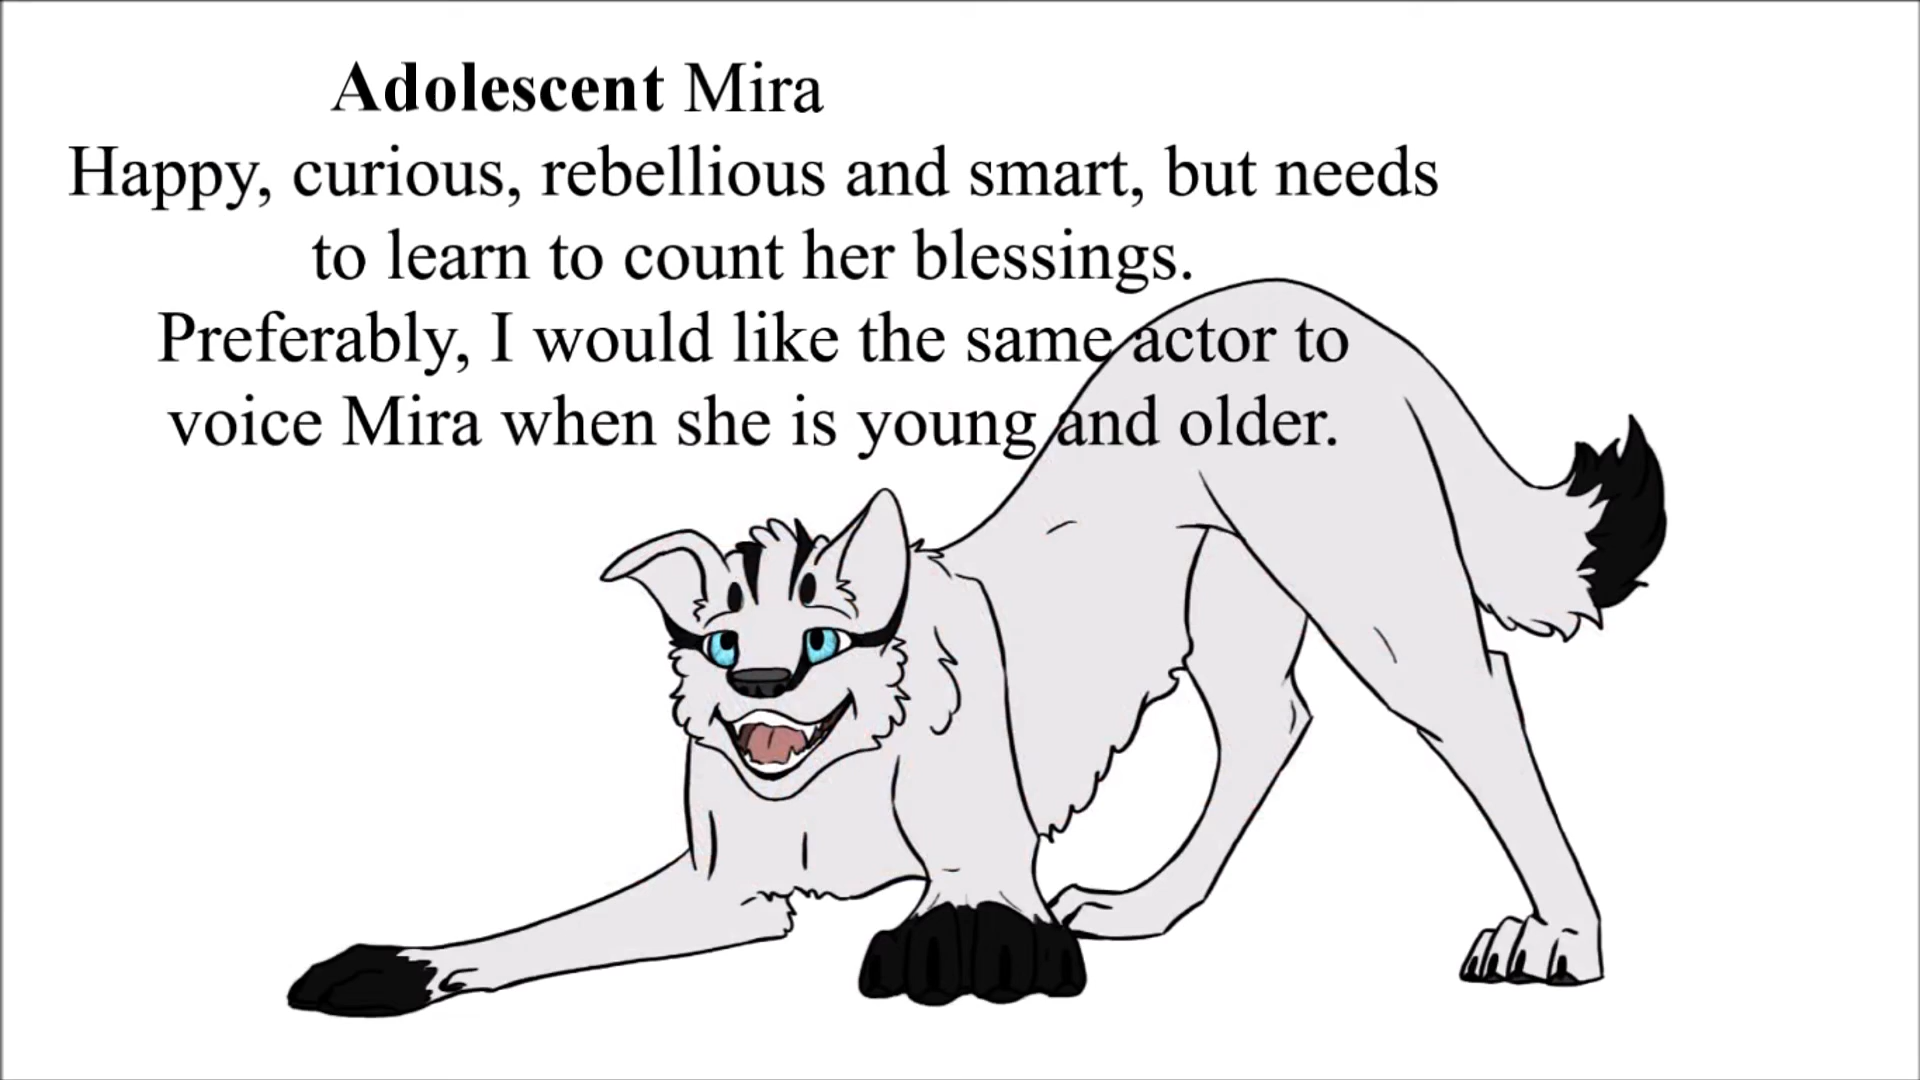 Adolescent Mira
Happy, curious, rebellious and smart, but needs
to learn to count her blessings.
Preferably, I would like the same actor to
voice Mira when she is young and older.